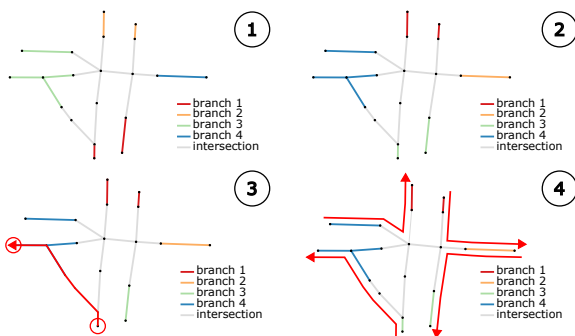 1
branch 1
branch 2
branch 3
branch 4
intersection
2
branch 1
branch 2
branch 3
branch 4
intersection
3
branch 1
branch 2
branch 3
branch 4
intersection
4
branch 1
branch 2
branch 3
branch 4
intersection